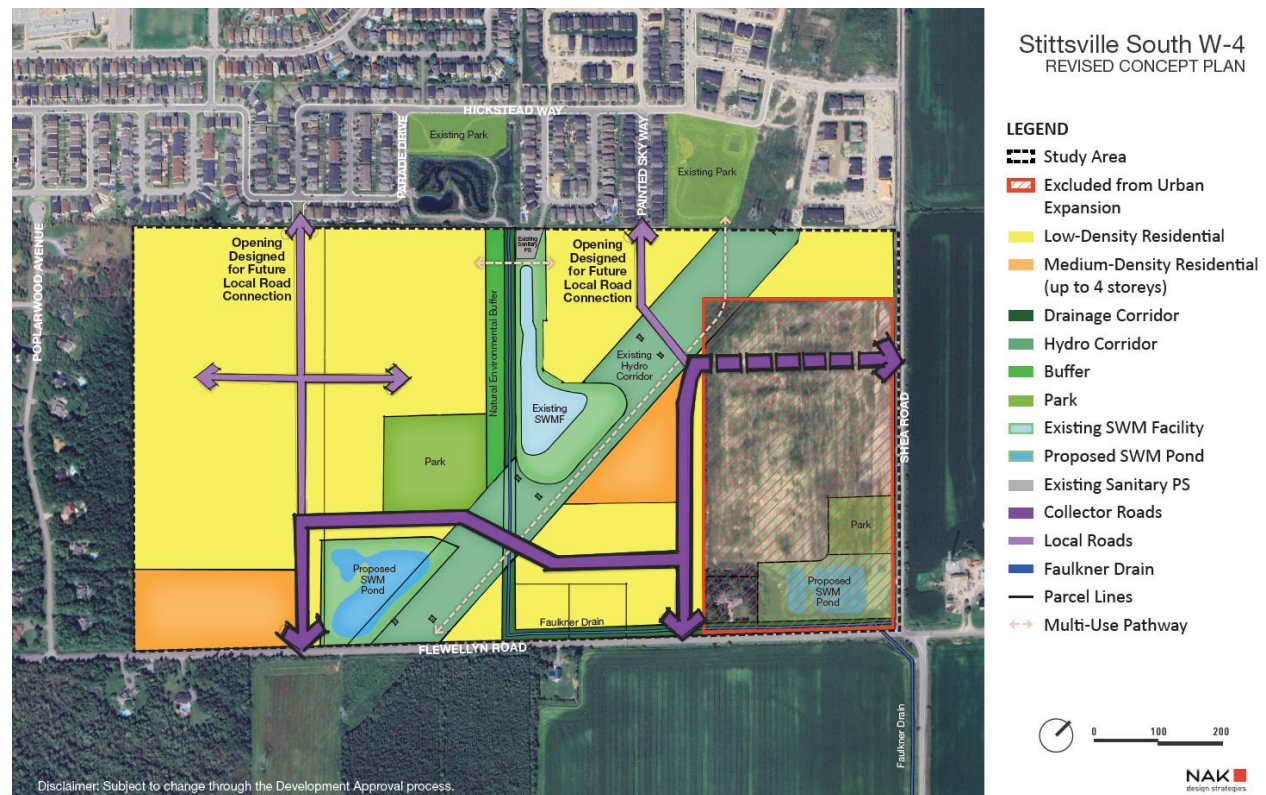 Stittsville South W-4
REVISED CONCEPT PLAN
LEGEND
Study Area
Excluded from Urban
Expansion
Low-Density Residential
Medium-Density Residential
(up to 4 storeys)
Drainage Corridor
Hydro Corridor
Buffer
Park
Existing SWM Facility
Proposed SWM Pond
Existing Sanitary PS
Collector Roads
Local Roads
Faulkner Drain
Parcel Lines
Multi-Use Pathway
0 100 200
NAK
design strategies
HICKSTEAD WAY
PARADE DRIVE
Existing Park
PAINTED SKY WAY
Existing Park
POPLARWOOD AVENUE
Opening
Designed
for Future
Local Road
Connection
Existing
Sanitary
PS
Opening
Designed
for Future
Local Road
Connection
Natural Environmental Buffer
Existing
Hydro
Corridor
Existing
SWMF
SHEA ROAD
Park
Park
Proposed
SWM
Pond
Proposed
SWM
Pond
Faulkner Drain
FLEWELLYN ROAD
Faulkner Drain
Disclaimer: Subject to change through the Development Approval process.